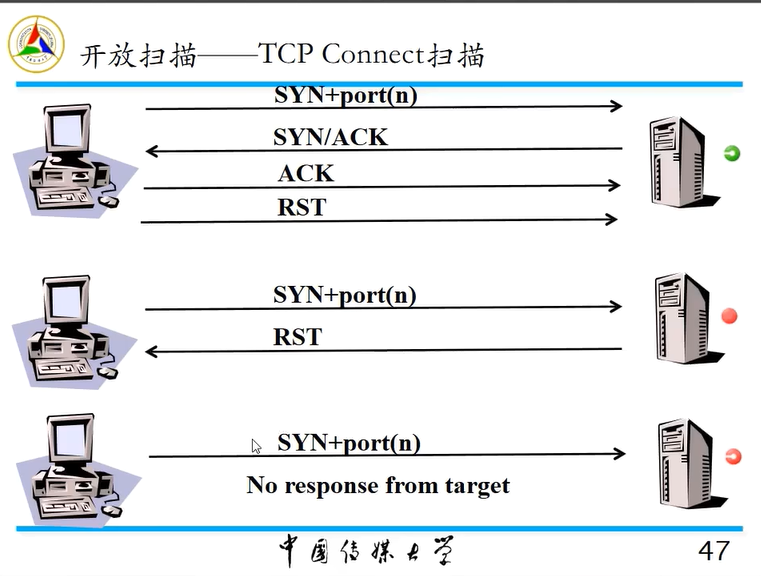 开放扫描——TCP Connect扫描
SYN+port(n)
SYN/ACK
ACK
RST
SYN+port(n)
RST
SYN+port(n)
No response from target
中国传媒大学
47